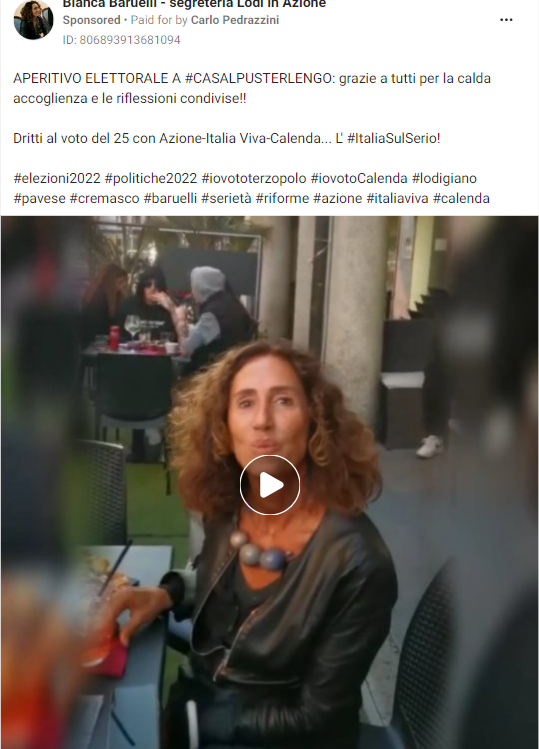 Bianca Baruelli - segreteria Lodi in Azione
Sponsored • Paid for by Carlo Pedrazzini
ID: 806893913681094
APERITIVO ELETTORALE A #CASALPUSTERLENGO: grazie a tutti per la calda
accoglienza e le riflessioni condivise!!
Dritti al voto del 25 con Azione-Italia Viva-Calenda... L' #ItaliaSulSerio!
#elezioni2022 #politiche2022 #iovototerzopolo #iovotoCalenda #lodigiano
#pavese #cremasco #baruelli #serietà #riforme #azione #italiaviva #calenda